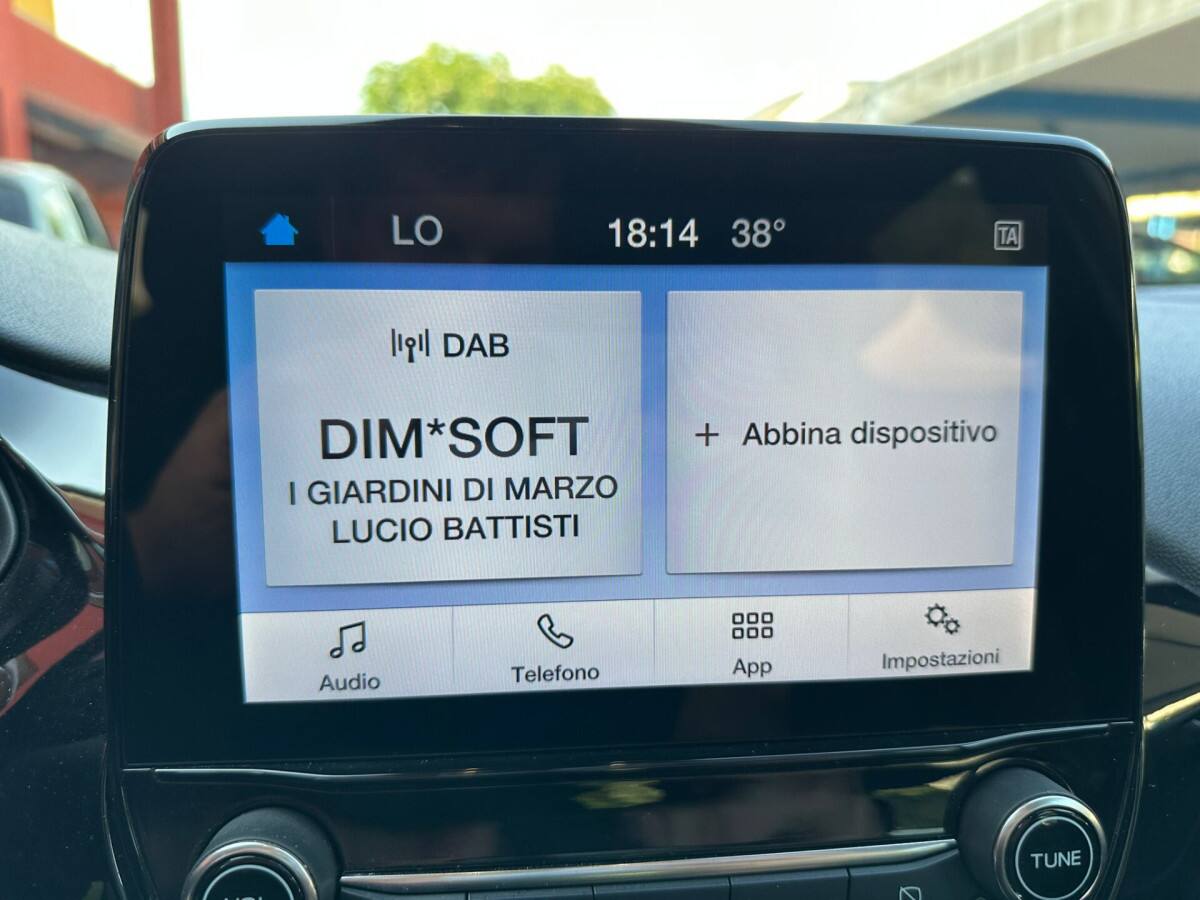 LO 18:14 38° TA
DAB
DIM*SOFT
I GIARDINI DI MARZO
LUCIO BATTISTI
+ Abbina dispositivo
Audio
Telefono
App
Impostazioni
TUNE